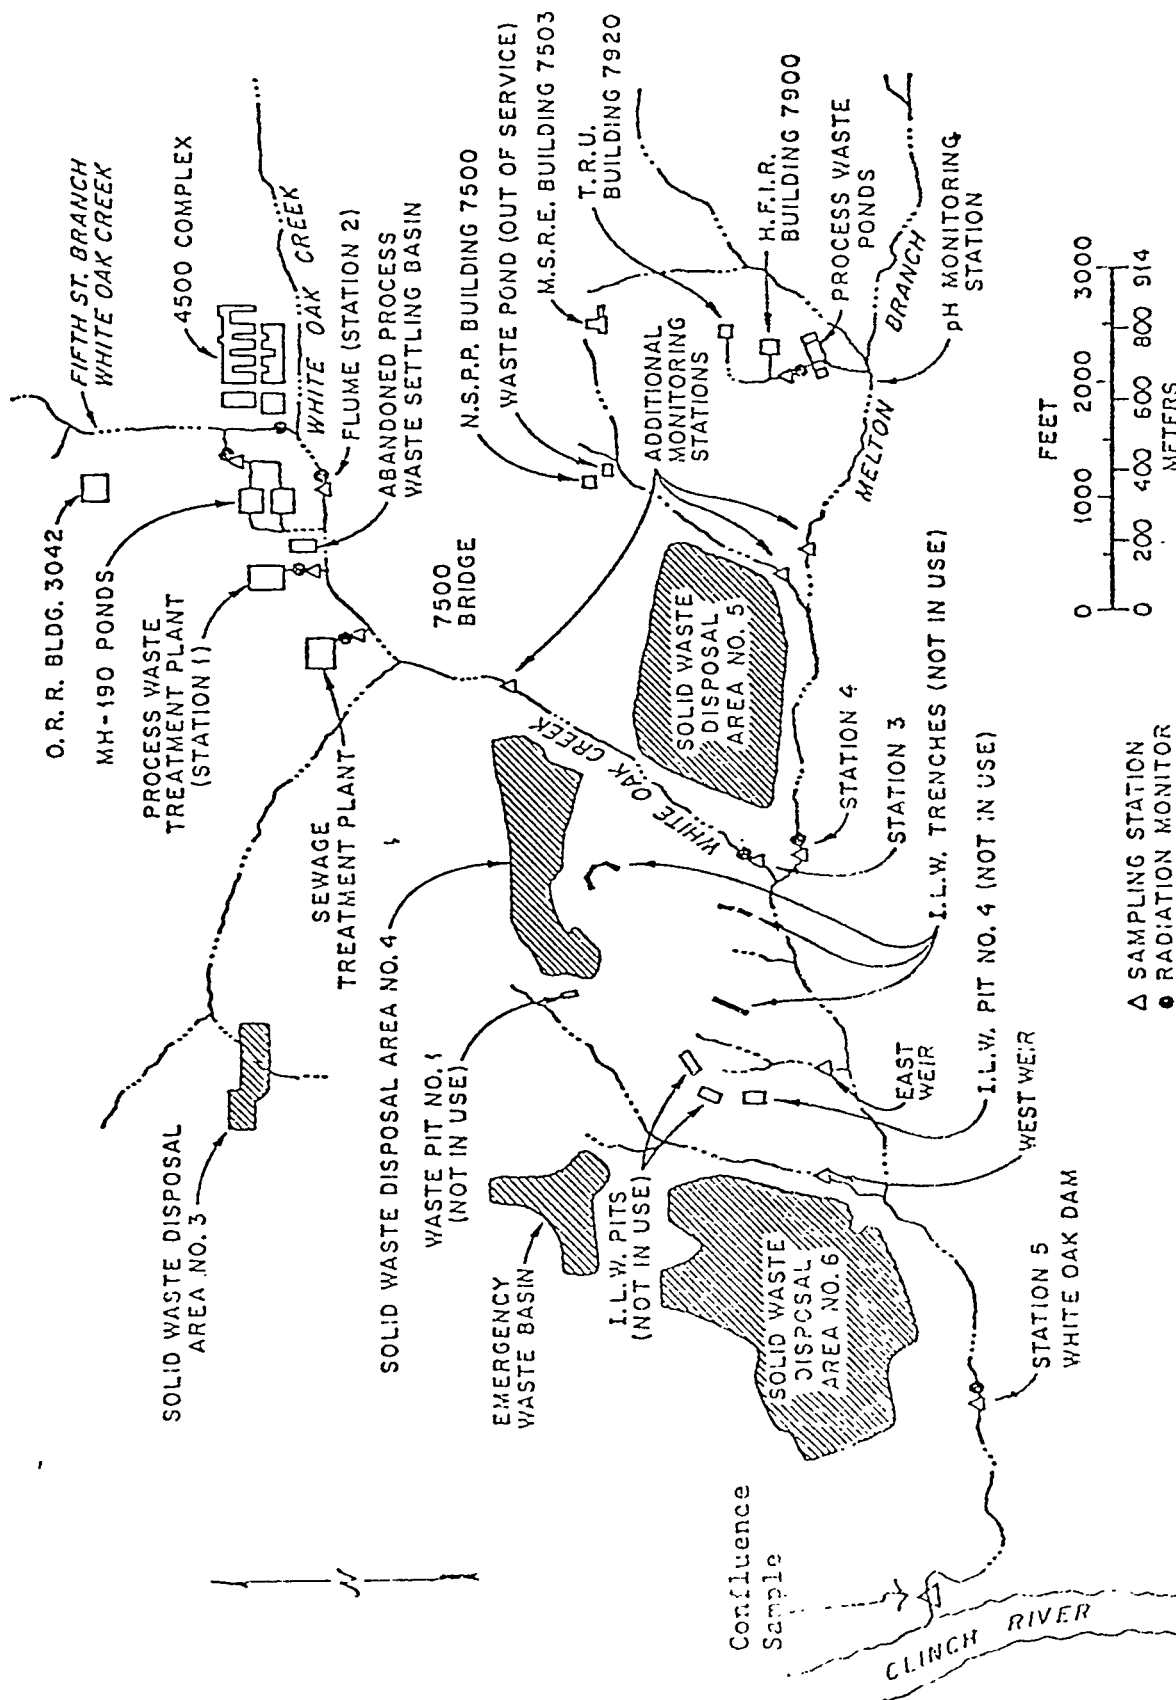 FIFTH ST. BRANCH
WHITE OAK CREEK
4500 COMPLEX
WHITE OAK CREEK
FLUME (STATION 2)
ABANDONED PROCESS
WASTE SETTLING BASIN
O. R. R. BLDG. 3042
MH-190 PONDS
PROCESS WASTE
TREATMENT PLANT
(STATION 1)
SEWAGE
TREATMENT PLANT
SOLID WASTE DISPOSAL
AREA NO. 3
N.S.P.P. BUILDING 7500
WASTE POND (OUT OF SERVICE)
M.S.R.E. BUILDING 7503
T.R.U.
BUILDING 7920
H.F.I.R.
BUILDING 7900
PROCESS WASTE
PONDS
pH MONITORING
STATION
MELTON BRANCH
ADDITIONAL
MONITORING
STATIONS
7500
BRIDGE
SOLID WASTE
DISPOSAL
AREA NO. 5
WHITE OAK CREEK
SOLID WASTE DISPOSAL AREA NO. 4
WASTE PIT NO. 1
(NOT IN USE)
EMERGENCY
WASTE BASIN
I.L.W. PITS
(NOT IN USE)
SOLID WASTE
DISPOSAL
AREA NO. 6
STATION 4
STATION 3
I.L.W. TRENCHES (NOT IN USE)
I.L.W. PIT NO. 4 (NOT IN USE)
EAST
WEIR
WEST WEIR
STATION 5
WHITE OAK DAM
Confluence
Sample
CLINCH RIVER
N
FEET
0 1000 2000 3000
0 200 400 600 800 914
METERS
△ SAMPLING STATION
RADIATION MONITOR